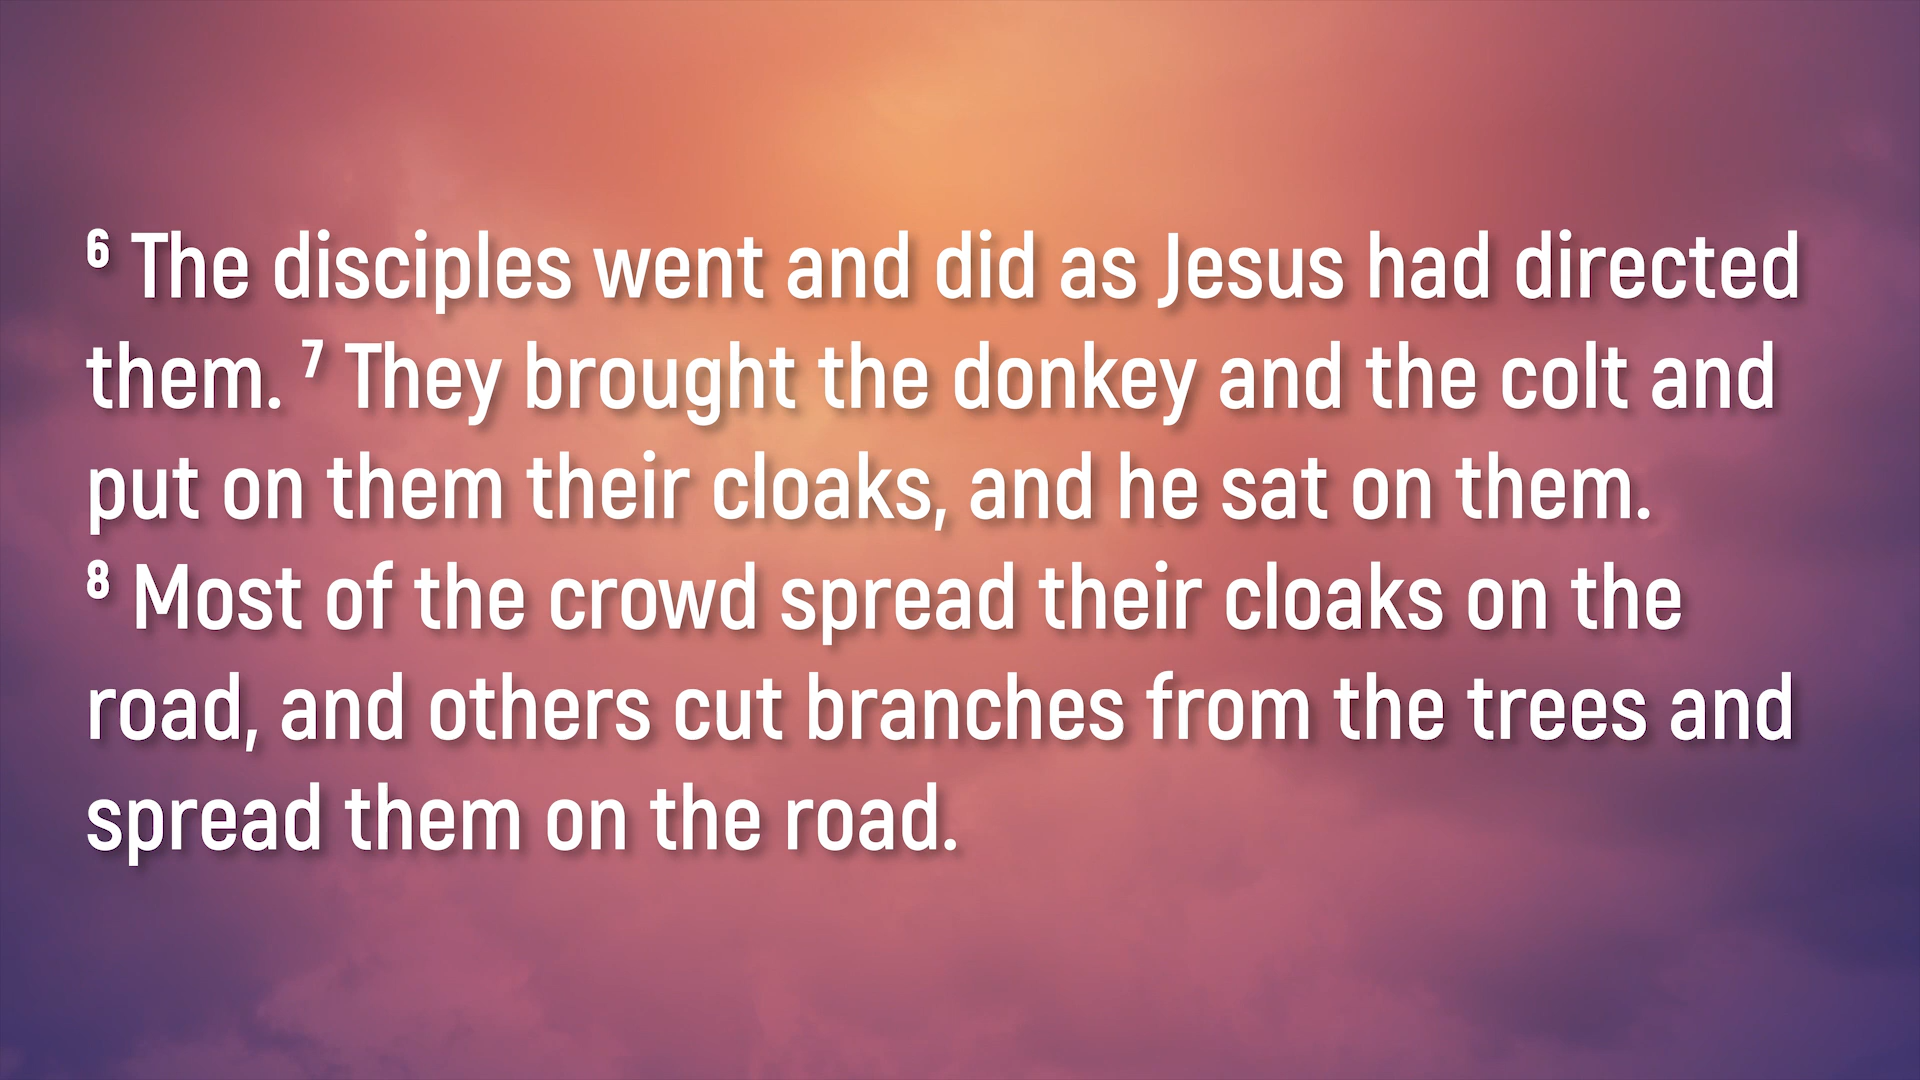 ⁶ The disciples went and did as Jesus had directed
them. ⁷ They brought the donkey and the colt and
put on them their cloaks, and he sat on them.
⁸ Most of the crowd spread their cloaks on the
road, and others cut branches from the trees and
spread them on the road.